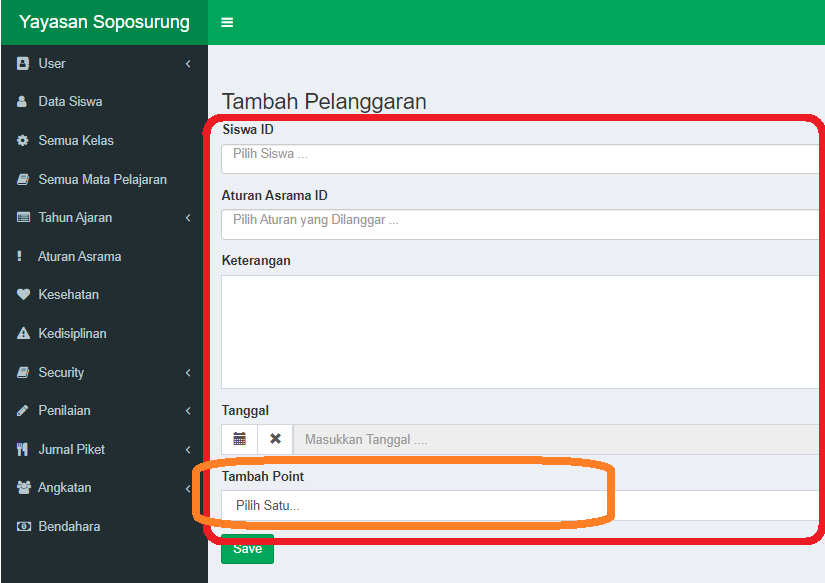 Yayasan Soposurung
User
Data Siswa
Semua Kelas
Semua Mata Pelajaran
Tahun Ajaran
Aturan Asrama
Kesehatan
Kedisiplinan
Security
Penilaian
Jurnal Piket
Angkatan
Bendahara
Tambah Pelanggaran
Siswa ID
Pilih Siswa ...
Aturan Asrama ID
Pilih Aturan yang Dilanggar ...
Keterangan
Tanggal
Masukkan Tanggal ....
Tambah Point
Pilih Satu...
Save